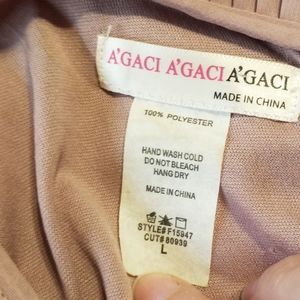 A'GACI A'GACI A'GACI
MADE IN CHINA
100% POLYESTER
HAND WASH COLD
DO NOT BLEACH
HANG DRY
MADE IN CHINA
STYLE# F15947
CUT# 80939
L